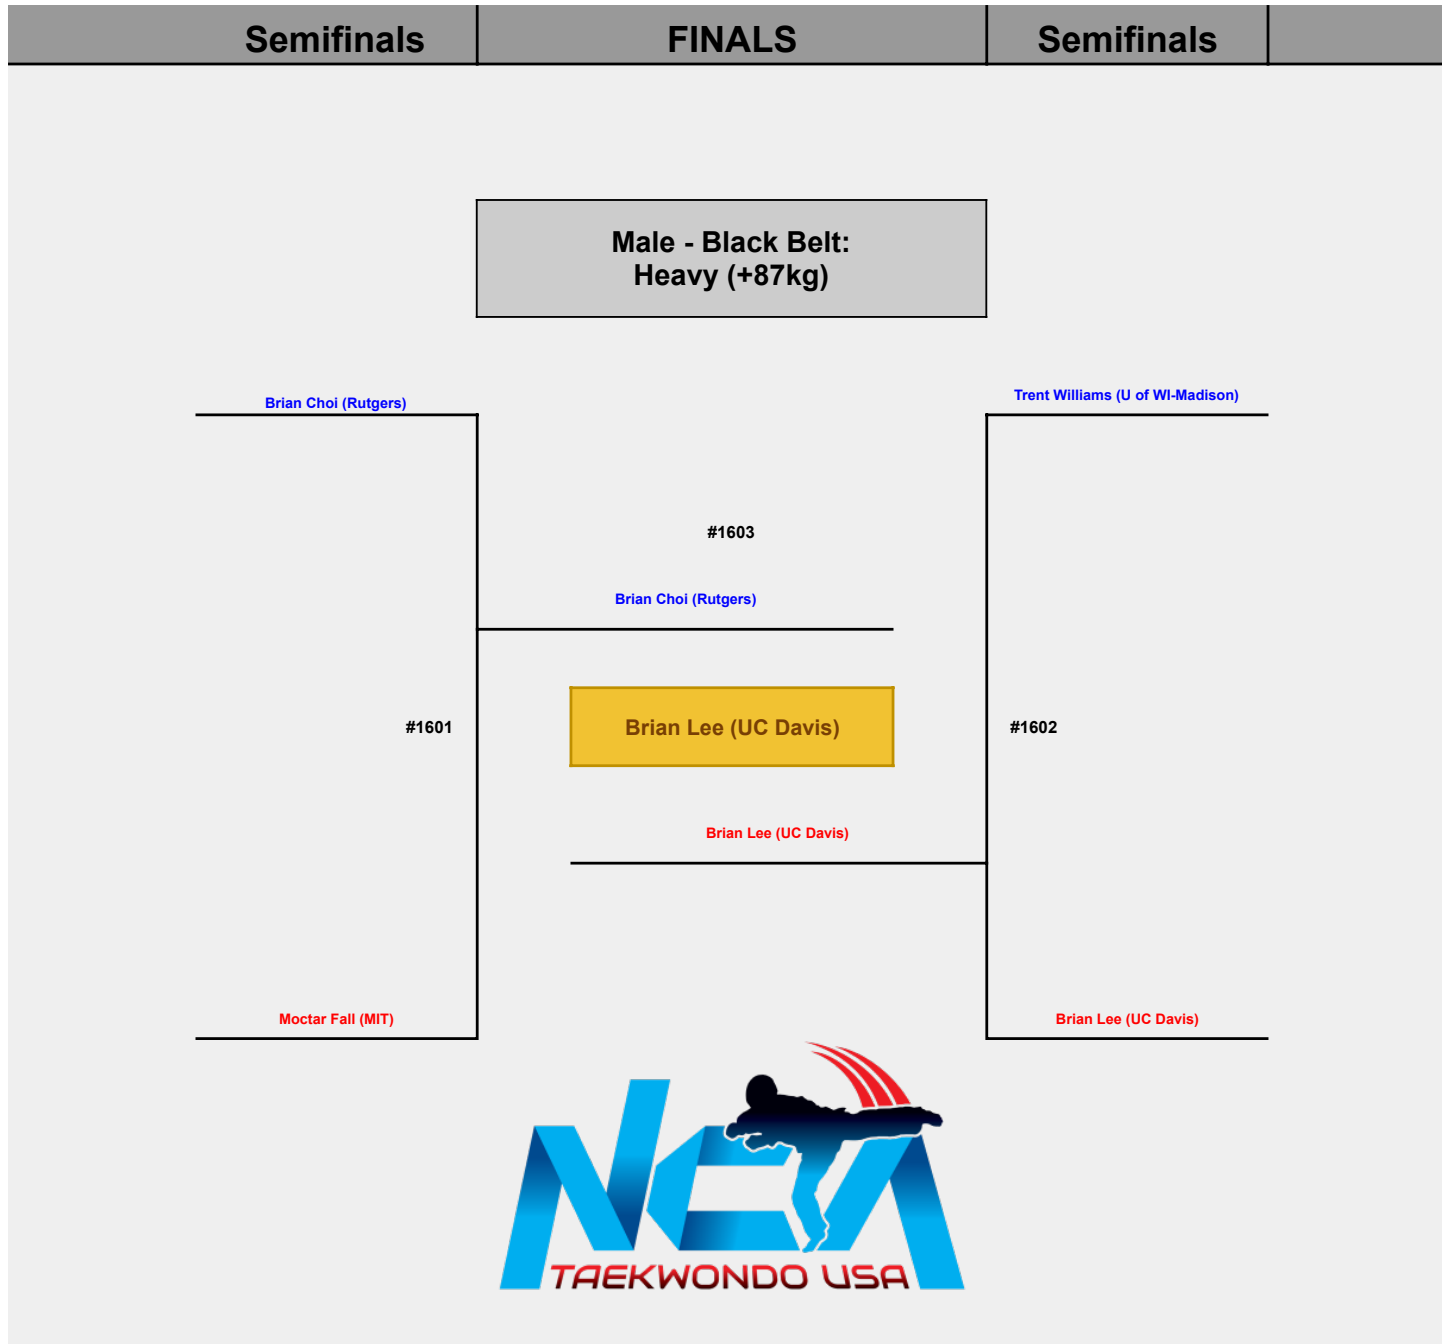 Semifinals
FINALS
Semifinals
Male - Black Belt:
Heavy (+87kg)
Brian Choi (Rutgers)
Trent Williams (U of WI-Madison)
#1603
Brian Choi (Rutgers)
#1601
Brian Lee (UC Davis)
#1602
Brian Lee (UC Davis)
Moctar Fall (MIT)
Brian Lee (UC Davis)
NCA
TAEKWONDO USA